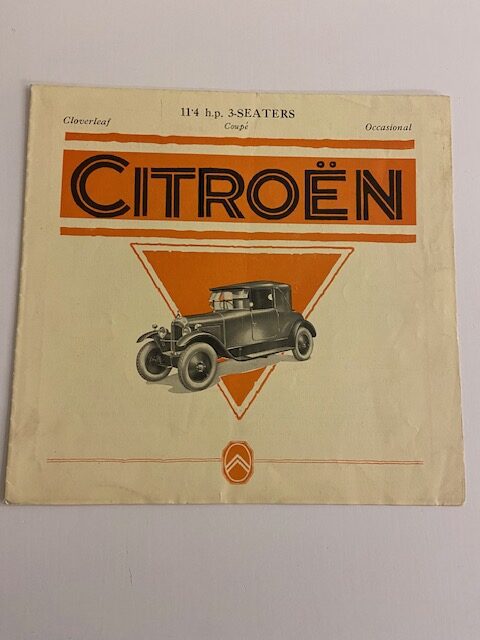 11·4 h.p. 3-SEATERS
Cloverleaf Coupé Occasional
CITROËN